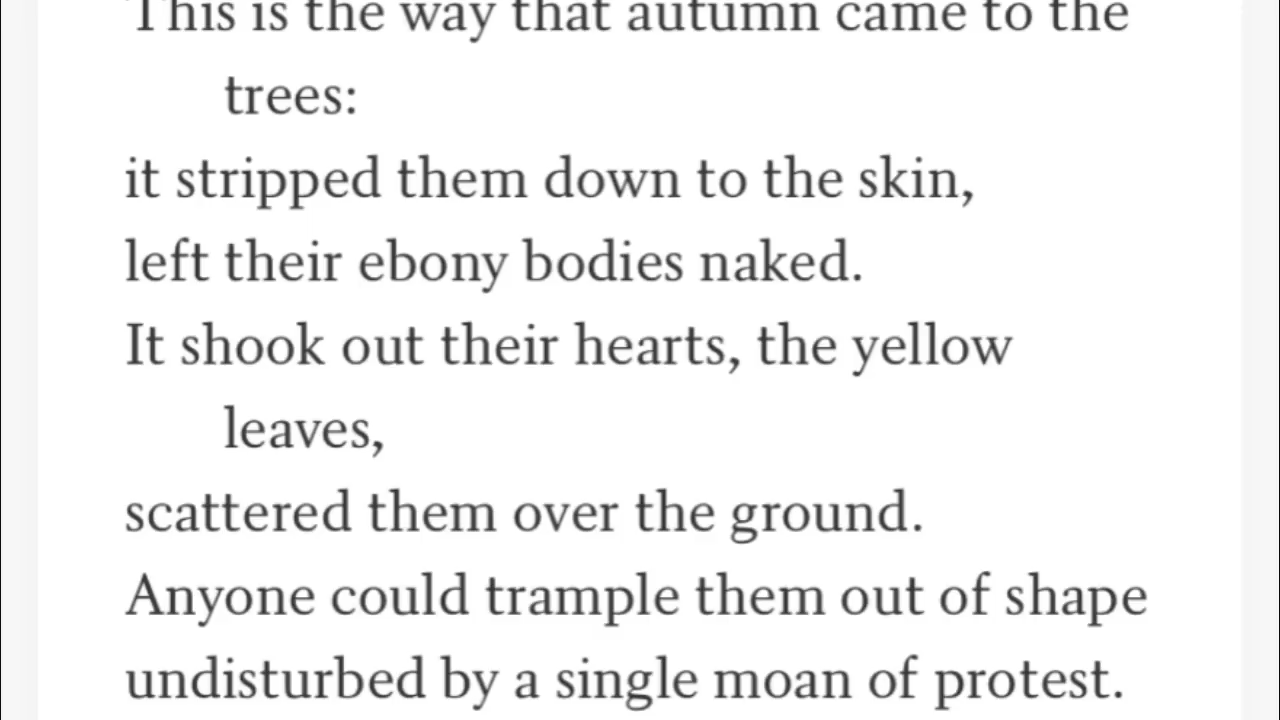 This is the way that autumn came to the
trees:
it stripped them down to the skin,
left their ebony bodies naked.
It shook out their hearts, the yellow
leaves,
scattered them over the ground.
Anyone could trample them out of shape
undisturbed by a single moan of protest.